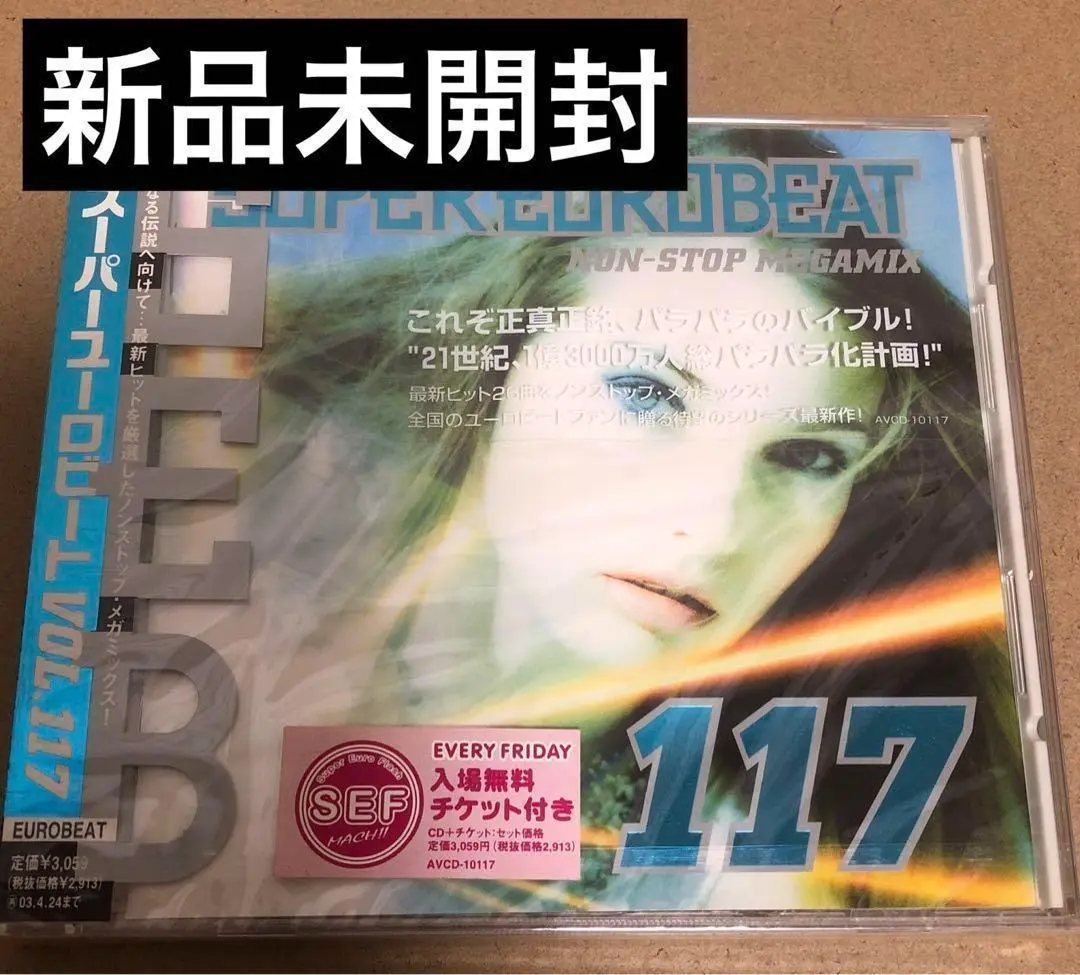 新品未開封
SUPER EUROBEAT
NON-STOP MEGAMIX
これぞ正真正銘、パラパラのバイブル!
"21世紀、1億3000万人総パラパラ化計画!"
最新ヒット26曲をノンストップ・メガミックス!
全国のユーロビートファンに贈る待望のシリーズ最新作! AVCD-10117
スーパーユーロビート VOL.117
なる伝説へ向けて…最新ヒットを厳選したノンストップ・メガミックス!
117
Super Euro Flash
SEF
MACH!!
EVERY FRIDAY
入場無料
チケット付き
CD+チケット:セット価格
定価3,059円(税抜価格2,913)
AVCD-10117
EUROBEAT
定価¥3,059
(税抜価格¥2,913)
03.4.24まで